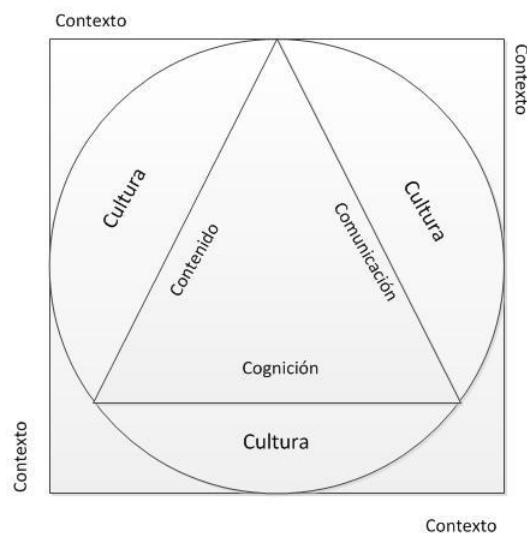 Contexto
Contexto
Cultura
Cultura
Contenido
Comunicación
Cognición
Cultura
Contexto
Contexto